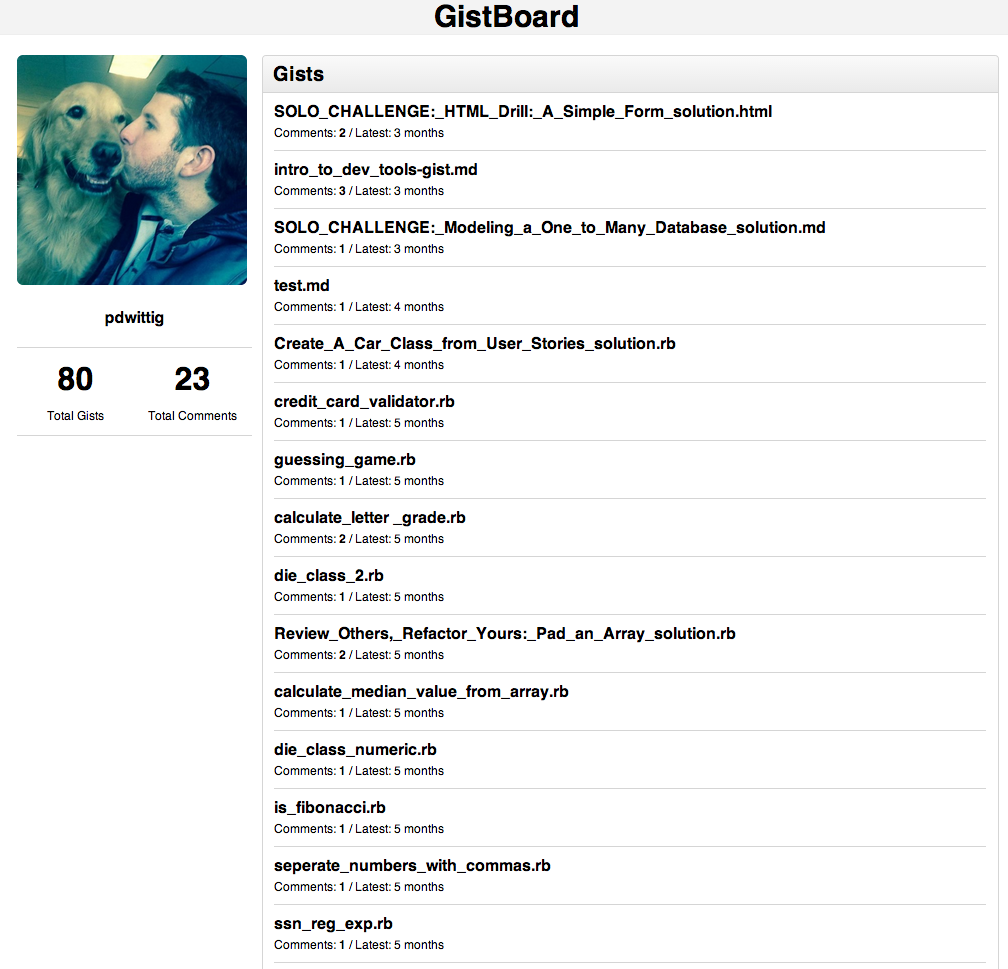 GistBoard
pdwittig
80
23
Total Gists
Total Comments
Gists
SOLO_CHALLENGE:_HTML_Drill:_A_Simple_Form_solution.html
Comments: 2 / Latest: 3 months
intro_to_dev_tools-gist.md
Comments: 3 / Latest: 3 months
SOLO_CHALLENGE:_Modeling_a_One_to_Many_Database_solution.md
Comments: 1 / Latest: 3 months
test.md
Comments: 1 / Latest: 4 months
Create_A_Car_Class_from_User_Stories_solution.rb
Comments: 1 / Latest: 4 months
credit_card_validator.rb
Comments: 1 / Latest: 5 months
guessing_game.rb
Comments: 1 / Latest: 5 months
calculate_letter _grade.rb
Comments: 2 / Latest: 5 months
die_class_2.rb
Comments: 1 / Latest: 5 months
Review_Others,_Refactor_Yours:_Pad_an_Array_solution.rb
Comments: 2 / Latest: 5 months
calculate_median_value_from_array.rb
Comments: 1 / Latest: 5 months
die_class_numeric.rb
Comments: 1 / Latest: 5 months
is_fibonacci.rb
Comments: 1 / Latest: 5 months
seperate_numbers_with_commas.rb
Comments: 1 / Latest: 5 months
ssn_reg_exp.rb
Comments: 1 / Latest: 5 months